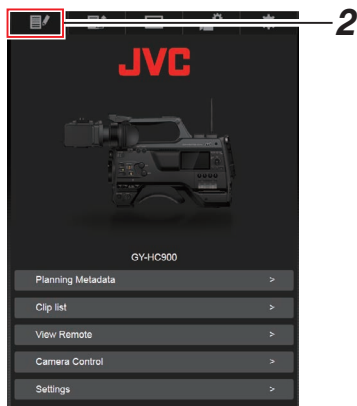 2
JVC
GY-HC900
Planning Metadata >
Clip list >
View Remote >
Camera Control >
Settings >